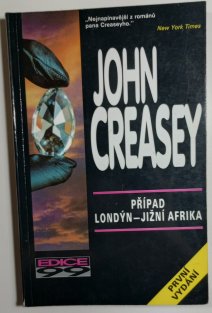 „Nejnapínavější z románů
pana Creaseyho.“
New York Times
JOHN
CREASEY
PŘÍPAD
LONDÝN–JIŽNÍ AFRIKA
EDICE
99
PRVNÍ
VYDÁNÍ